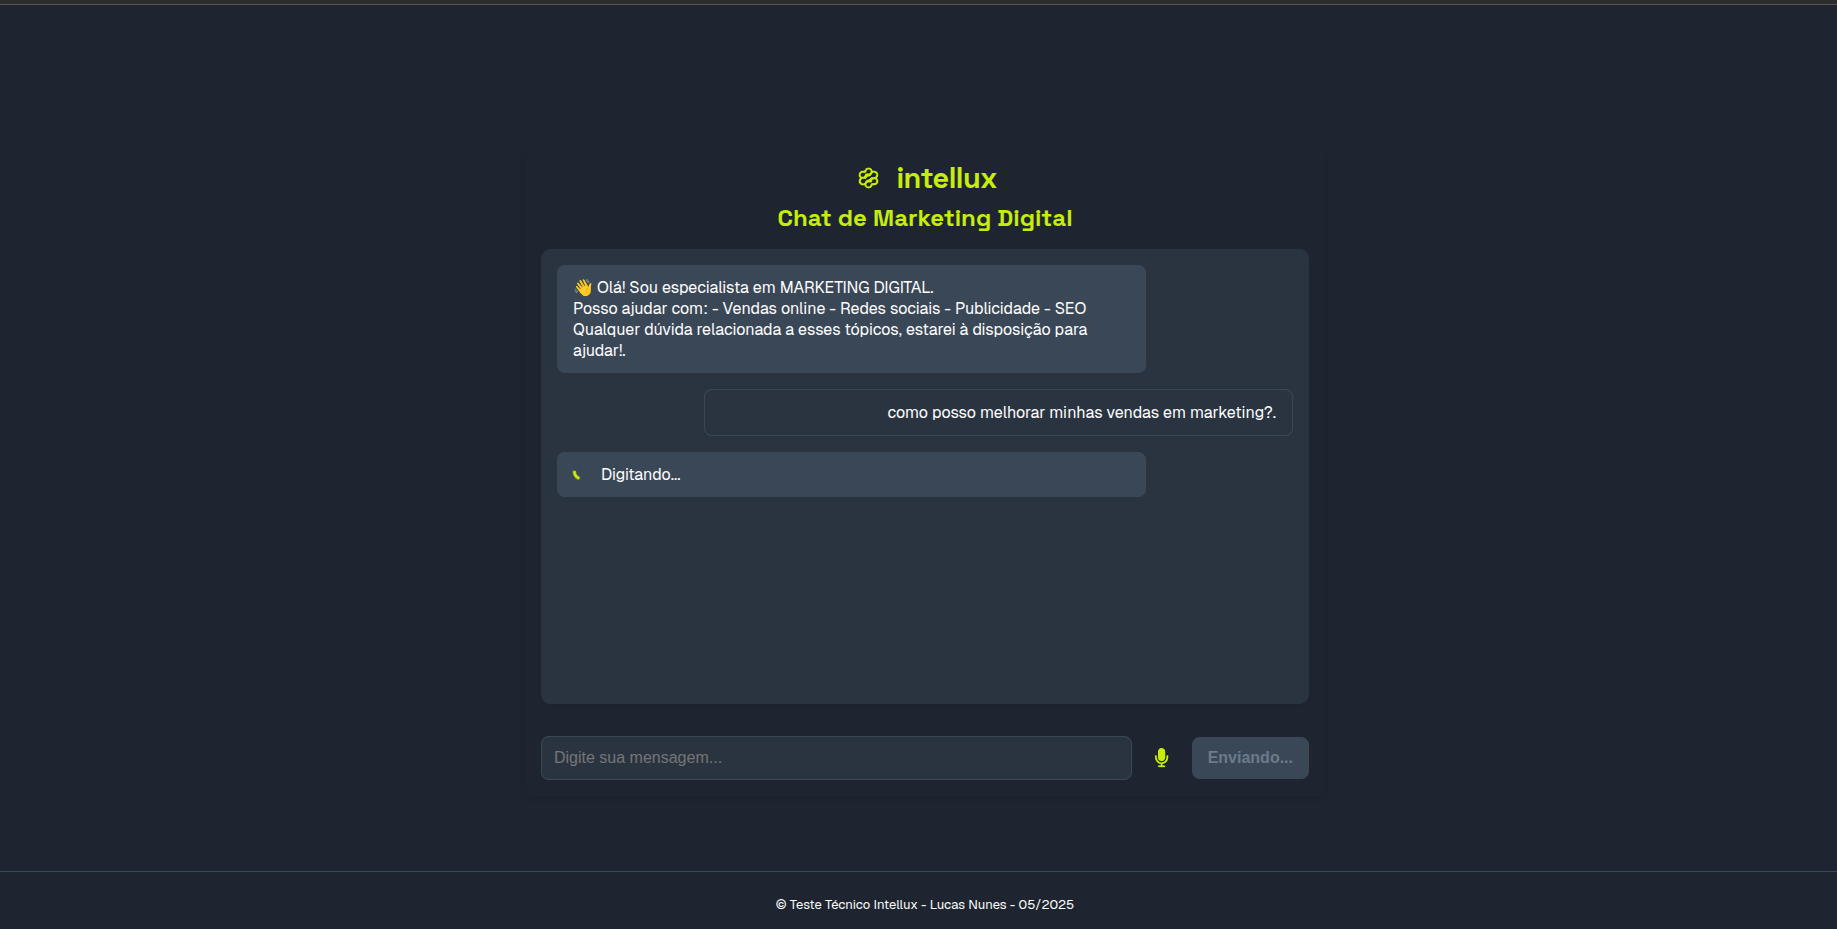 intellux
Chat de Marketing Digital
👋 Olá! Sou especialista em MARKETING DIGITAL.
Posso ajudar com: - Vendas online - Redes sociais - Publicidade - SEO
Qualquer dúvida relacionada a esses tópicos, estarei à disposição para
ajudar!.
como posso melhorar minhas vendas em marketing?.
Digitando...
Digite sua mensagem...
Enviando...
© Teste Técnico Intellux - Lucas Nunes - 05/2025